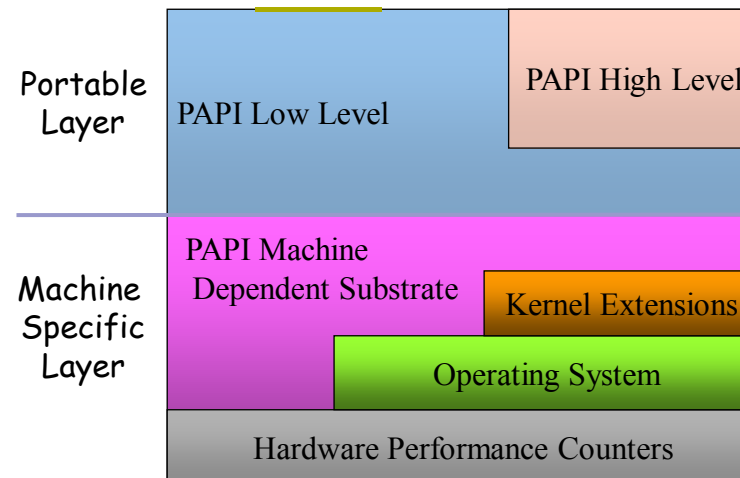 Portable
Layer
PAPI Low Level
PAPI High Level
Machine
Specific
Layer
PAPI Machine
Dependent Substrate
Kernel Extensions
Operating System
Hardware Performance Counters